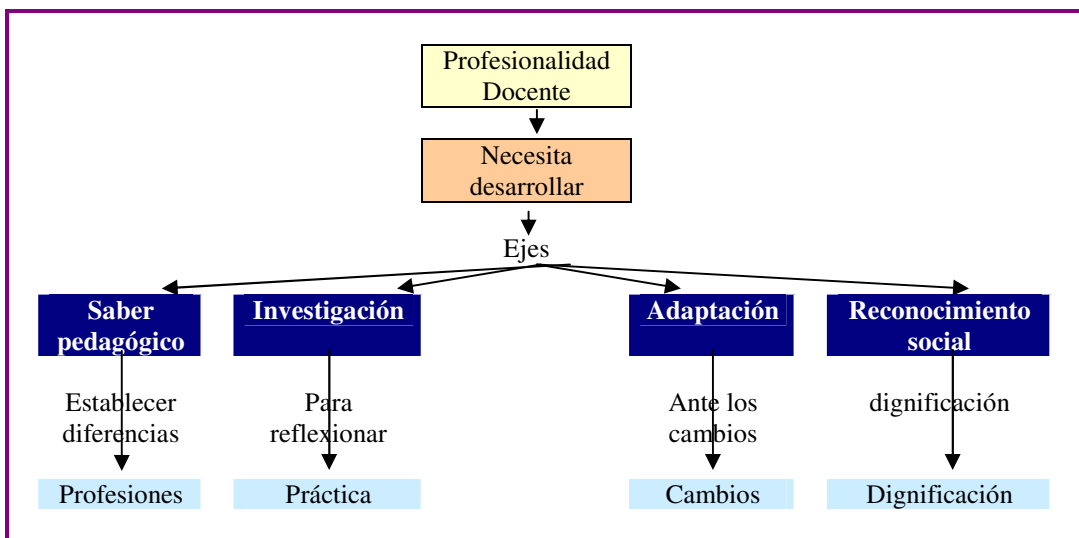 Profesionalidad
Docente
Necesita
desarrollar
Ejes
Saber
pedagógico
Investigación
Adaptación
Reconocimiento
social
Establecer
diferencias
Para
reflexionar
Ante los
cambios
dignificación
Profesiones
Práctica
Cambios
Dignificación